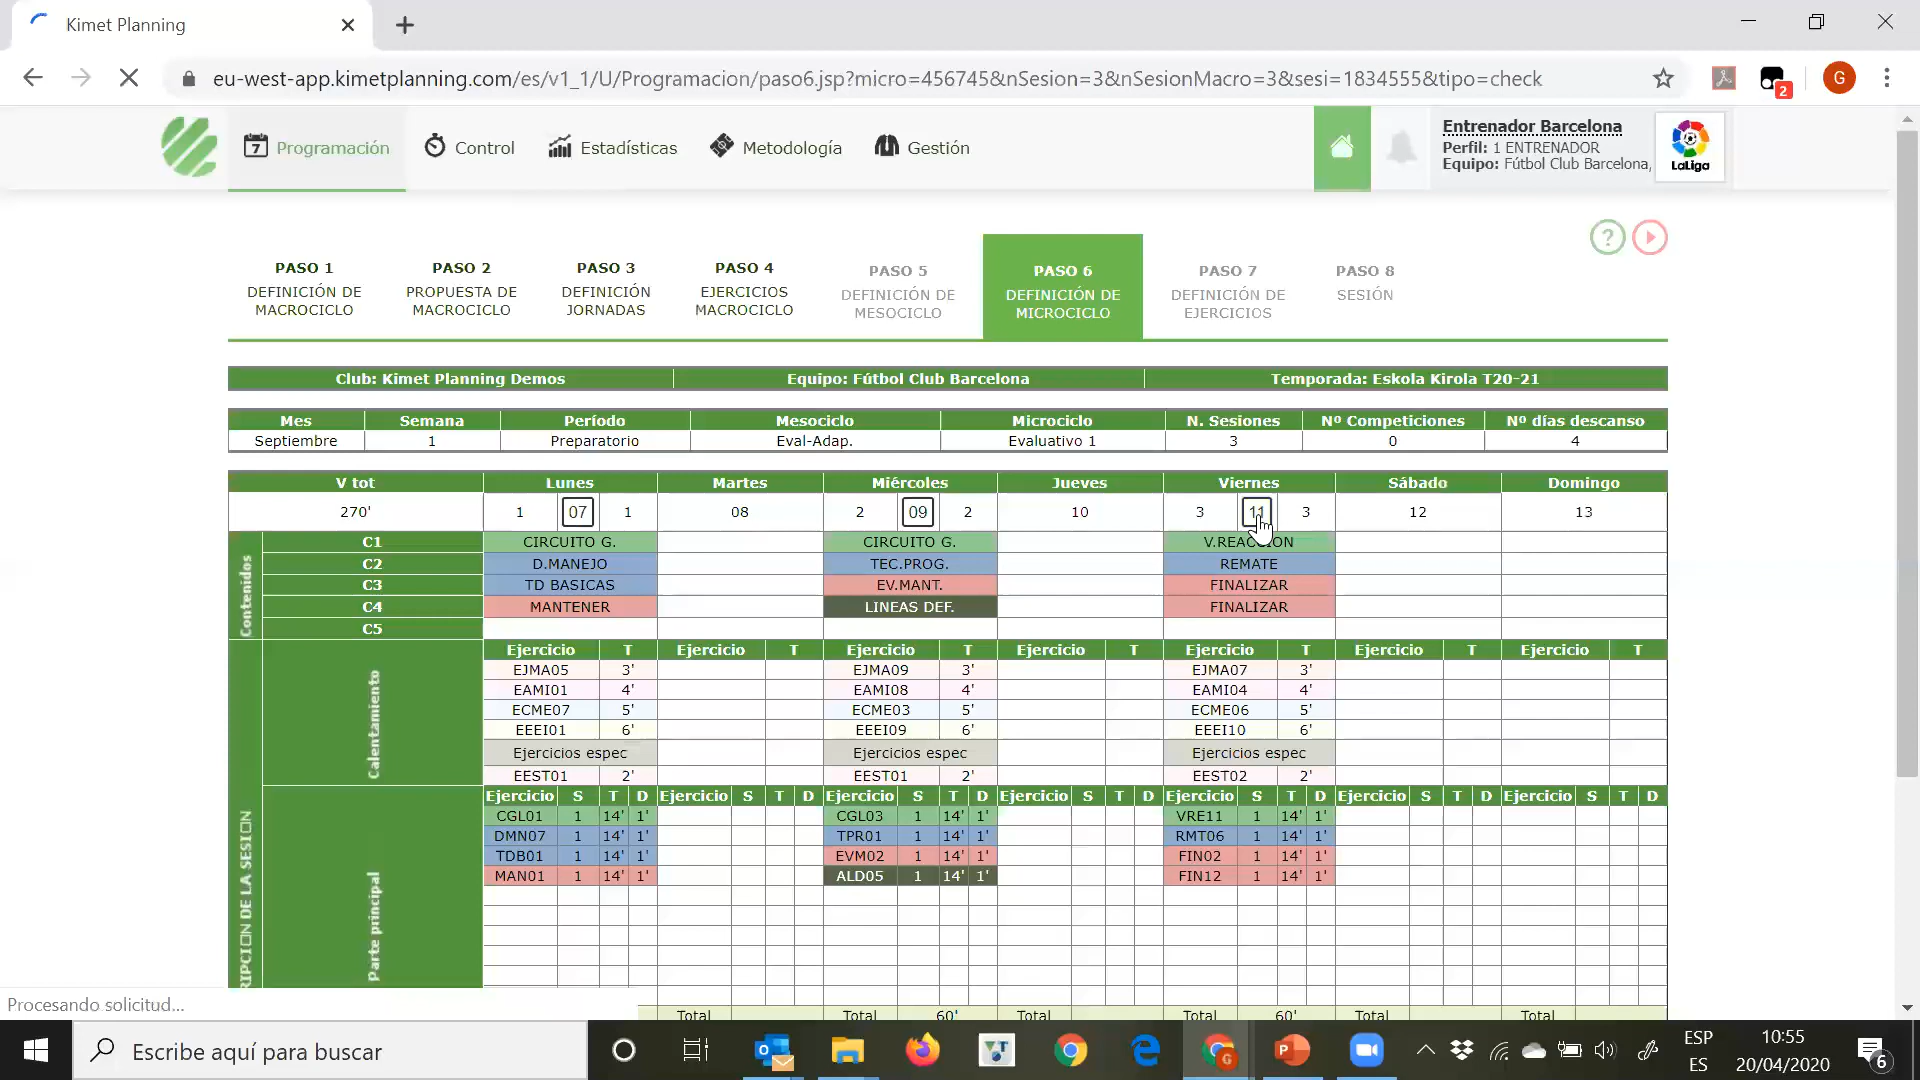 Kimet Planning
eu-west-app.kimetplanning.com/es/v1_1/U/Programacion/paso6.jsp?micro=456745&nSesion=3&nSesionMacro=3&sesi=1834555&tipo=check
2
G
7 Programación Control Estadísticas Metodología Gestión
Entrenador Barcelona
Perfil: 1 ENTRENADOR
Equipo: Fútbol Club Barcelona,
LaLiga
?
PASO 1 PASO 2 PASO 3 PASO 4 PASO 5 PASO 6 PASO 7 PASO 8
DEFINICIÓN DE PROPUESTA DE DEFINICIÓN EJERCICIOS DEFINICIÓN DE DEFINICIÓN DE DEFINICIÓN DE SESIÓN
MACROCICLO MACROCICLO JORNADAS MACROCICLO MESOCICLO MICROCICLO EJERCICIOS
Club: Kimet Planning Demos Equipo: Fútbol Club Barcelona Temporada: Eskola Kirola T20-21
Mes Semana Período Mesociclo Microciclo N. Sesiones Nº Competiciones Nº días descanso
Septiembre 1 Preparatorio Eval-Adap. Evaluativo 1 3 0 4
V tot Lunes Martes Miércoles Jueves Viernes Sábado Domingo
270' 1 07 1 08 2 09 2 10 3 11 3 12 13
Contenidos
C1 CIRCUITO G. CIRCUITO G. V.REACCION
C2 D.MANEJO TEC.PROG. REMATE
C3 TD BASICAS EV.MANT. FINALIZAR
C4 MANTENER LINEAS DEF. FINALIZAR
C5
Ejercicio T Ejercicio T Ejercicio T Ejercicio T Ejercicio T Ejercicio T Ejercicio T
Calentamiento
EJMA05 3' EJMA09 3' EJMA07 3'
EAMI01 4' EAMI08 4' EAMI04 4'
ECME07 5' ECME03 5' ECME06 5'
EEEI01 6' EEEI09 6' EEEI10 6'
Ejercicios espec Ejercicios espec Ejercicios espec
EEST01 2' EEST01 2' EEST02 2'
Ejercicio S T D Ejercicio S T D Ejercicio S T D Ejercicio S T D Ejercicio S T D Ejercicio S T D Ejercicio S T D
RIPCION DE LA SESION
Parte principal
CGL01 1 14' 1' CGL03 1 14' 1' VRE11 1 14' 1'
DMN07 1 14' 1' TPR01 1 14' 1' RMT06 1 14' 1'
TDB01 1 14' 1' EVM02 1 14' 1' FIN02 1 14' 1'
MAN01 1 14' 1' ALD05 1 14' 1' FIN12 1 14' 1'
Total Total 60' Total Total 60' Total Total
Procesando solicitud...
Escribe aquí para buscar
ESP
ES
10:55
20/04/2020
6